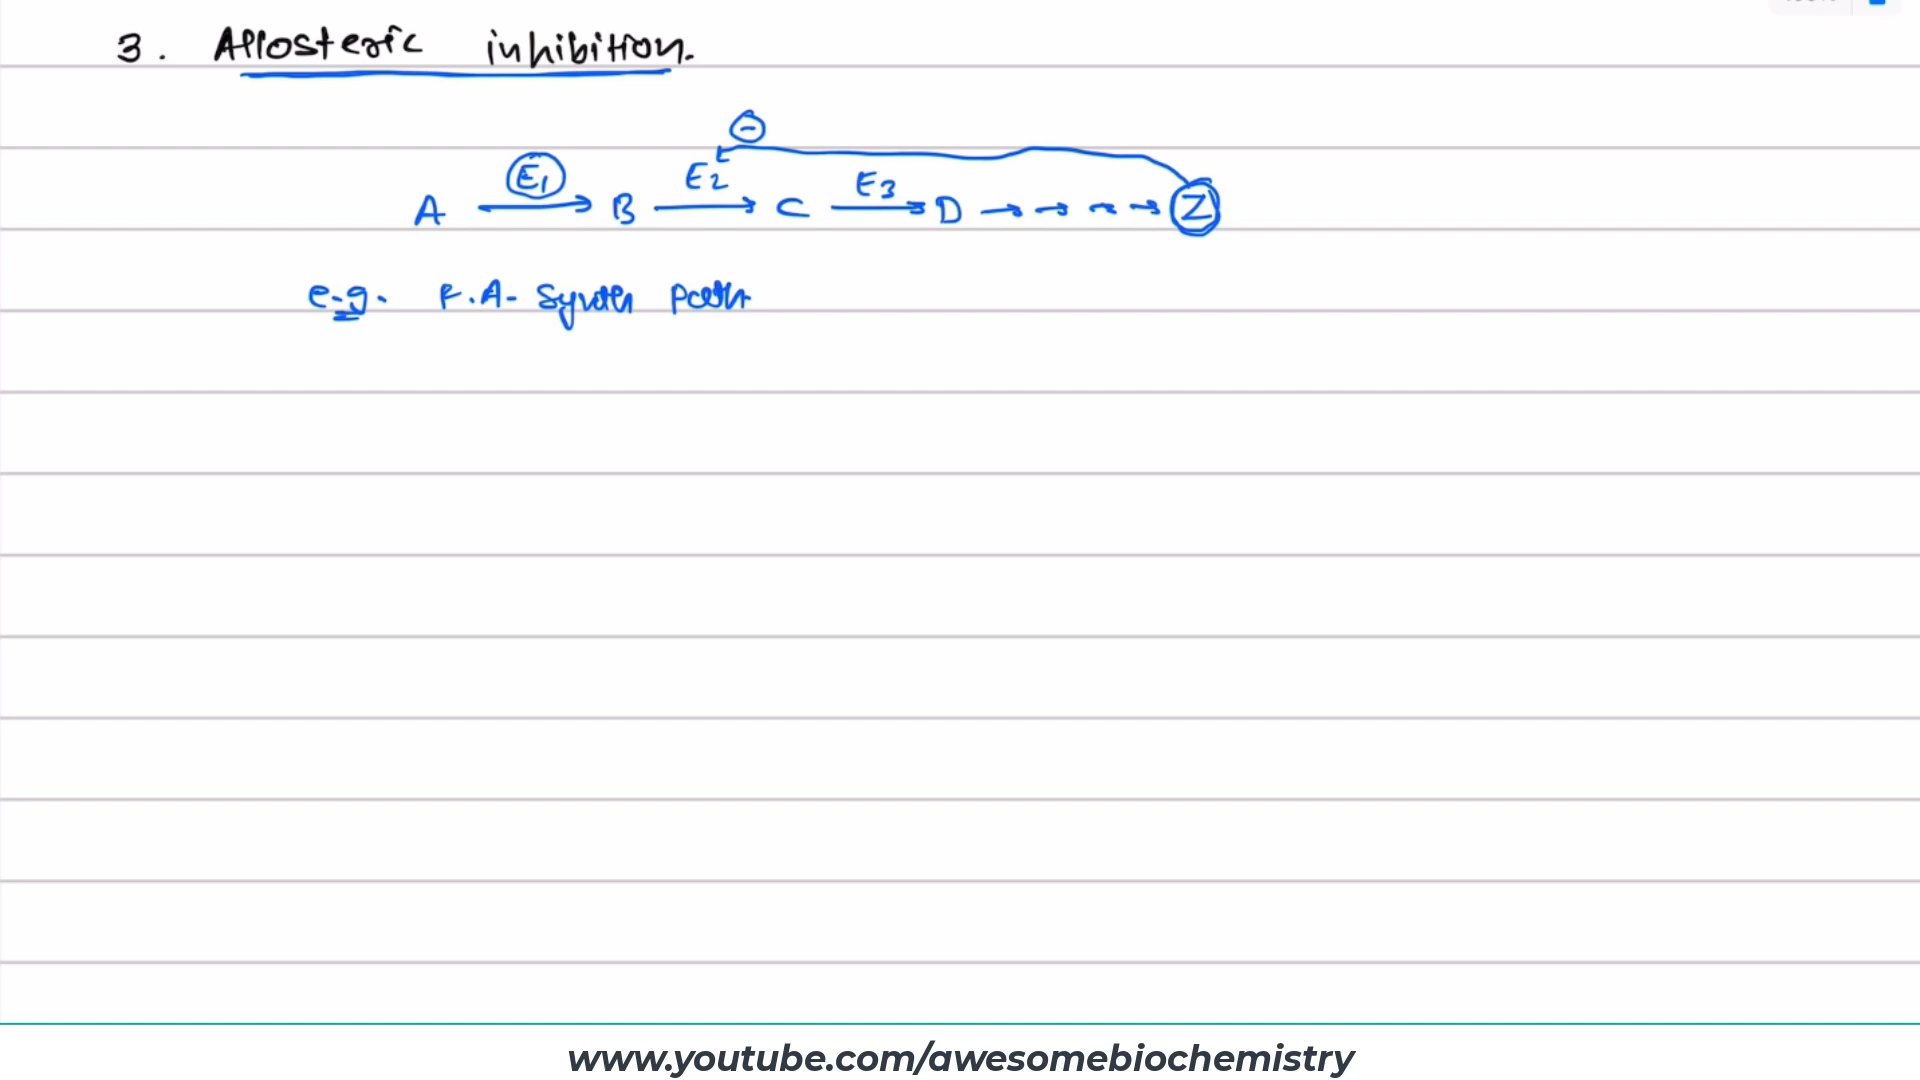 3. Allosteric inhibition.
⊖
A E1→ B E2→ C E3→ D → → → → Z
e.g. F.A. Synth Path
www.youtube.com/awesomebiochemistry